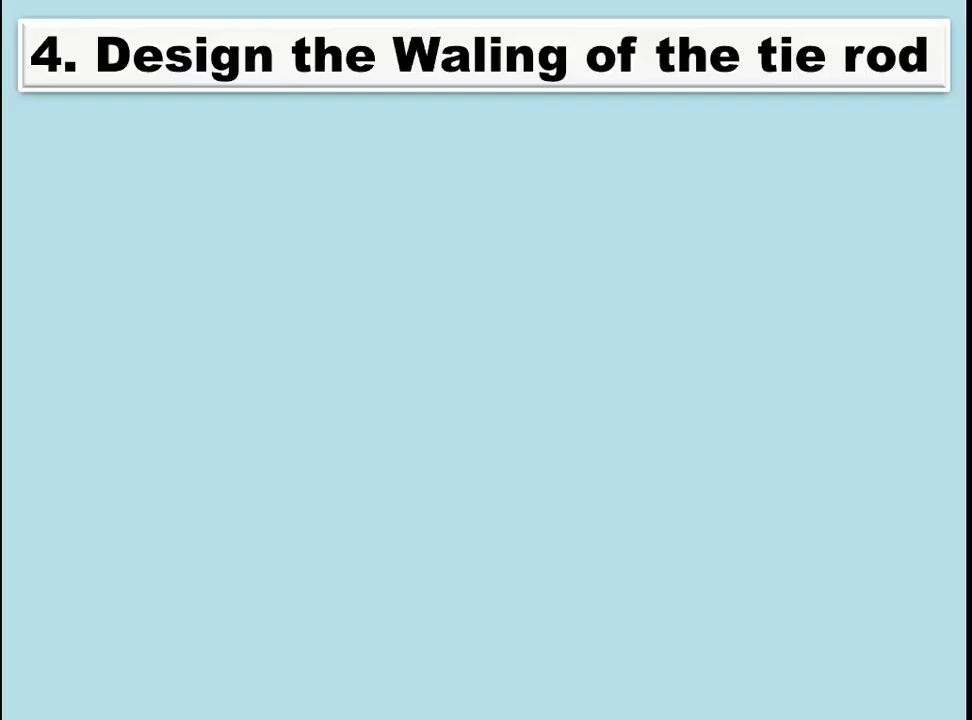 4. Design the Waling of the tie rod